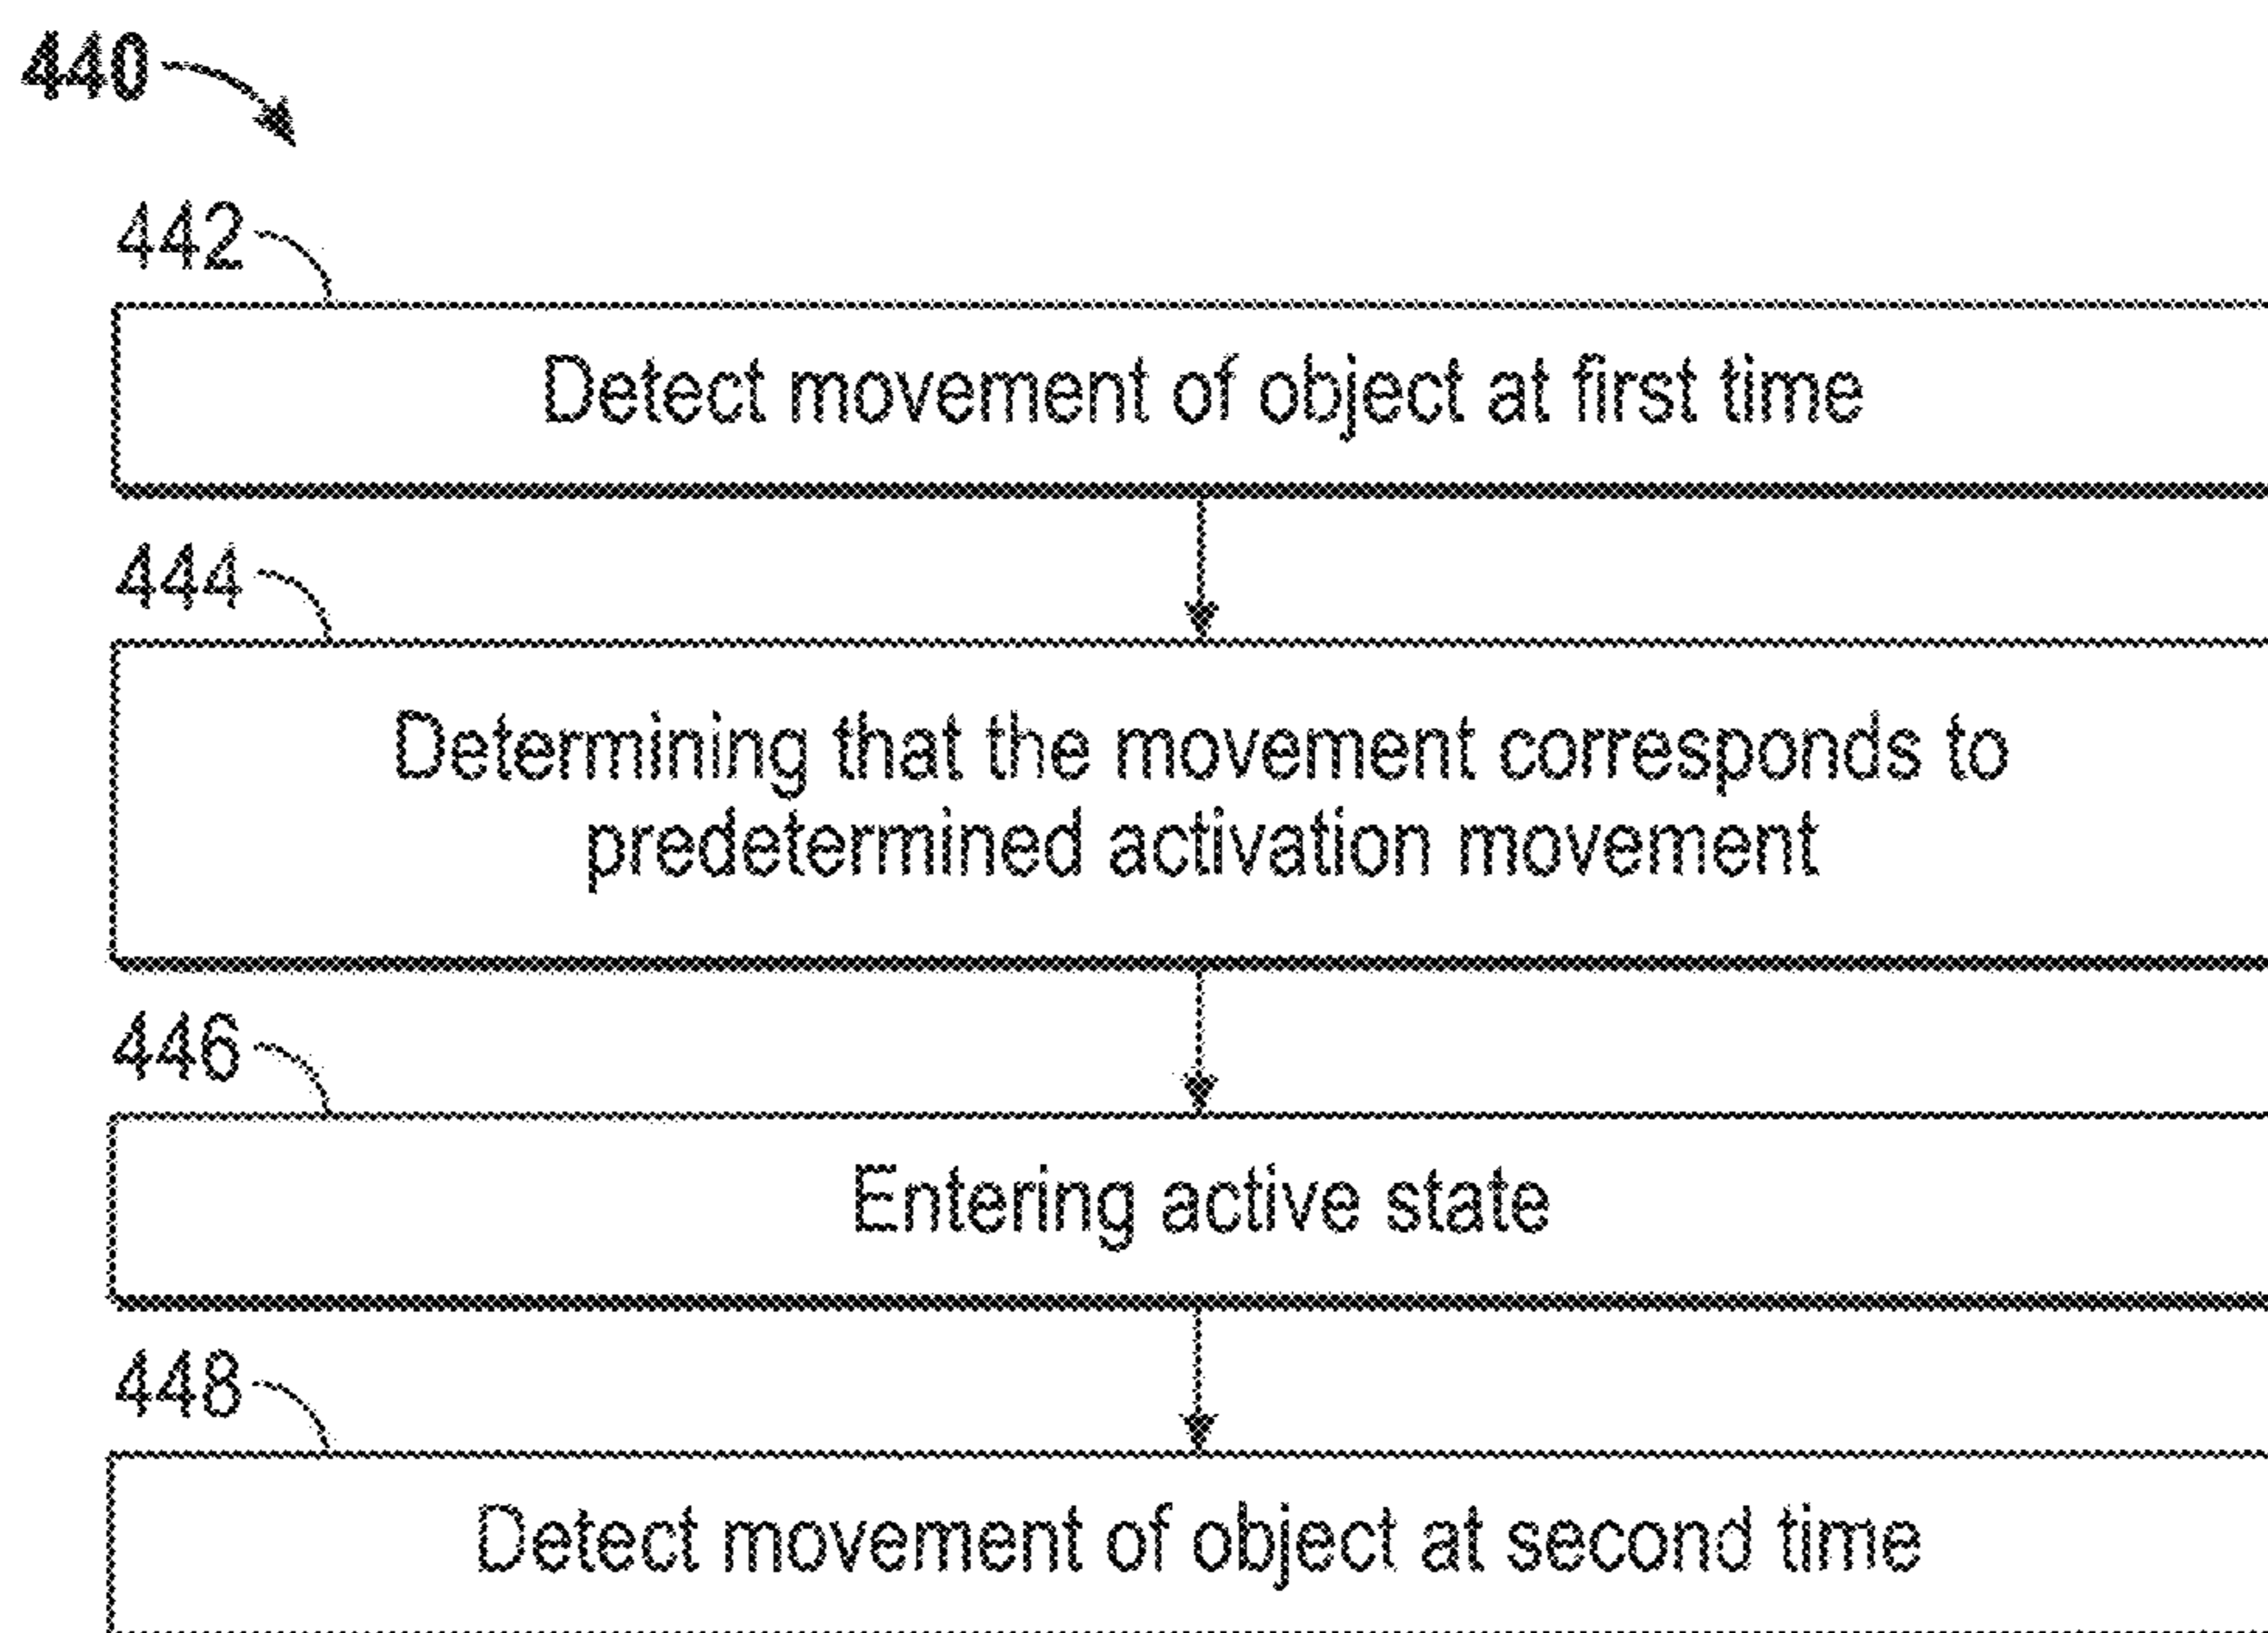 440
442
Detect movement of object at first time
444
Determining that the movement corresponds to
predetermined activation movement
446
Entering active state
448
Detect movement of object at second time